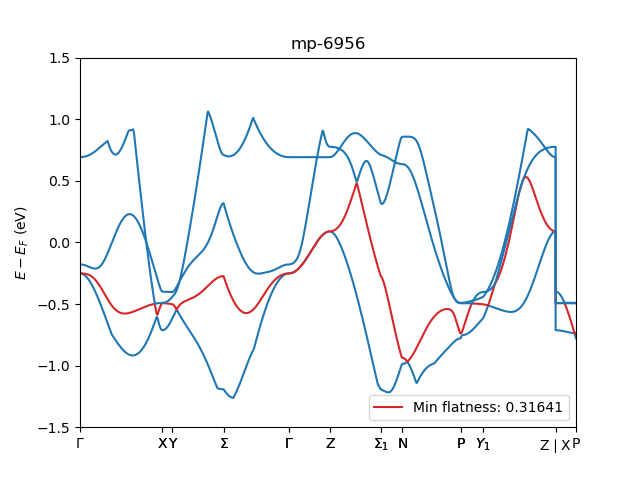 mp-6956
1.5
1.0
0.5
0.0
−0.5
−1.0
−1.5
E − E_F (eV)
Γ X Y Σ Γ Z Σ₁ N P Y₁ Z | X P
Min flatness: 0.31641